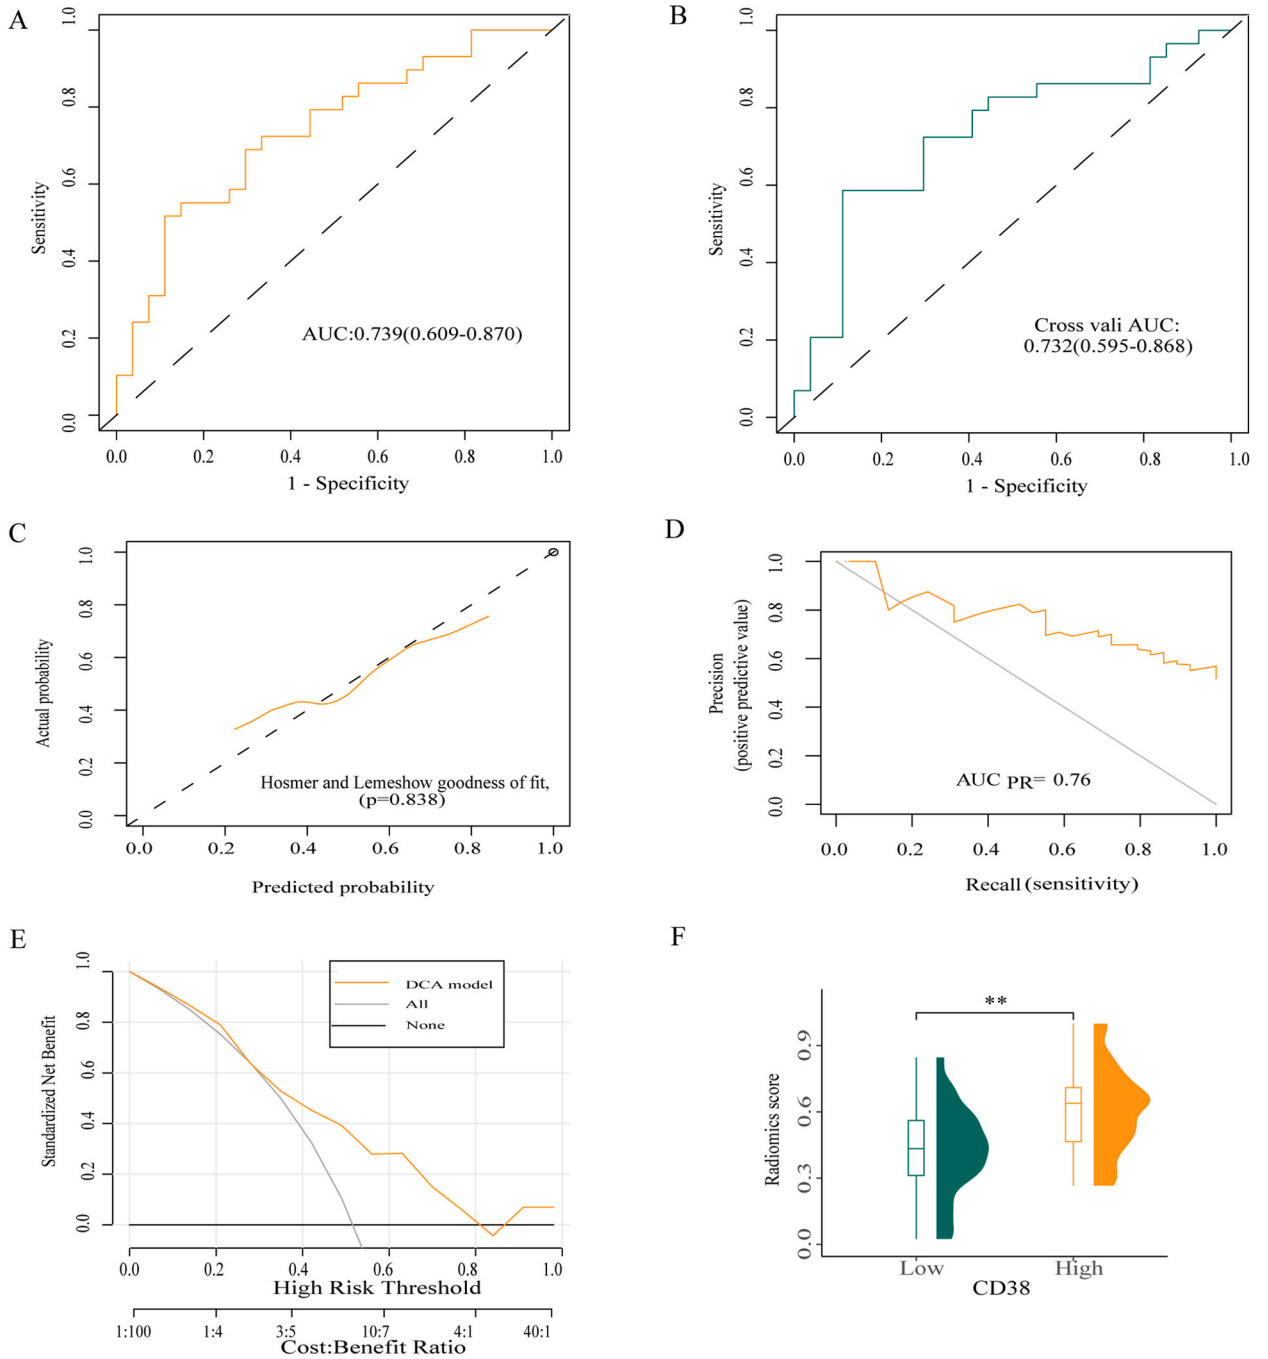 A
1.0
0.8
0.6
0.4
0.2
0.0
Sensitivity
AUC:0.739(0.609-0.870)
0.0 0.2 0.4 0.6 0.8 1.0
1 - Specificity
B
1.0
0.8
0.6
0.4
0.2
0.0
Sensitivity
Cross vali AUC:
0.732(0.595-0.868)
0.0 0.2 0.4 0.6 0.8 1.0
1 - Specificity
C
1.0
0.8
0.6
0.4
0.2
0.0
Actual probability
Hosmer and Lemeshow goodness of fit,
(p=0.838)
0.0 0.2 0.4 0.6 0.8 1.0
Predicted probability
D
1.0
0.8
0.6
0.4
0.2
0.0
Precision
(positive predictive value)
AUC PR= 0.76
0.0 0.2 0.4 0.6 0.8 1.0
Recall (sensitivity)
E
1.0
0.8
0.6
0.4
0.2
0.0
Standardized Net Benefit
DCA model
All
None
0.0 0.2 0.4 0.6 0.8 1.0
High Risk Threshold
1:100 1:4 3:5 10:7 4:1 40:1
Cost:Benefit Ratio
F
**
0.9
0.6
0.3
0.0
Radiomics score
Low High
CD38